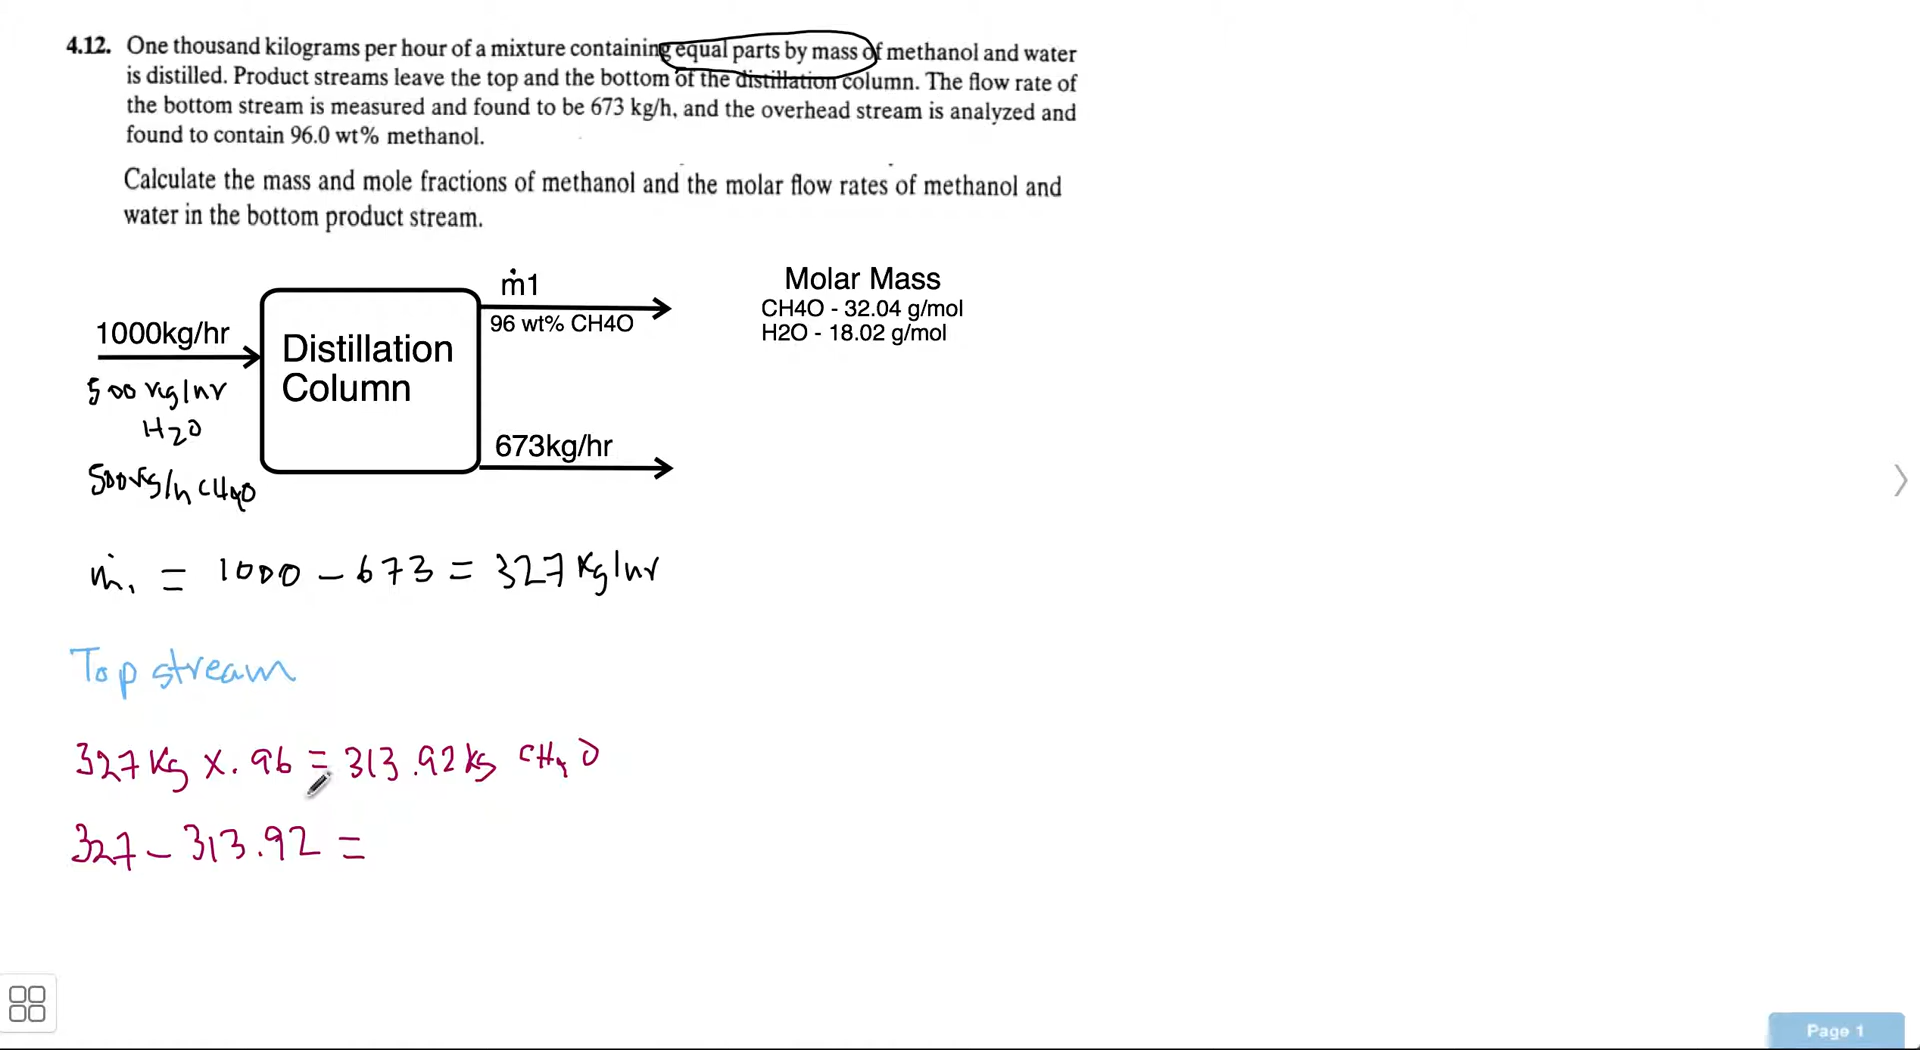 4.12. One thousand kilograms per hour of a mixture containing equal parts by mass of methanol and water
is distilled. Product streams leave the top and the bottom of the distillation column. The flow rate of
the bottom stream is measured and found to be 673 kg/h, and the overhead stream is analyzed and
found to contain 96.0 wt% methanol.
Calculate the mass and mole fractions of methanol and the molar flow rates of methanol and
water in the bottom product stream.
ṁ1
96 wt% CH4O
Molar Mass
CH4O - 32.04 g/mol
H2O - 18.02 g/mol
1000kg/hr
Distillation
Column
500 kg/hr
H2O
500kg/h CH4O
673kg/hr
ṁ1 = 1000 - 673 = 327 kg/hr
Top stream
327 kg x .96 = 313.92 kg CH4O
327 - 313.92 =
Page 1